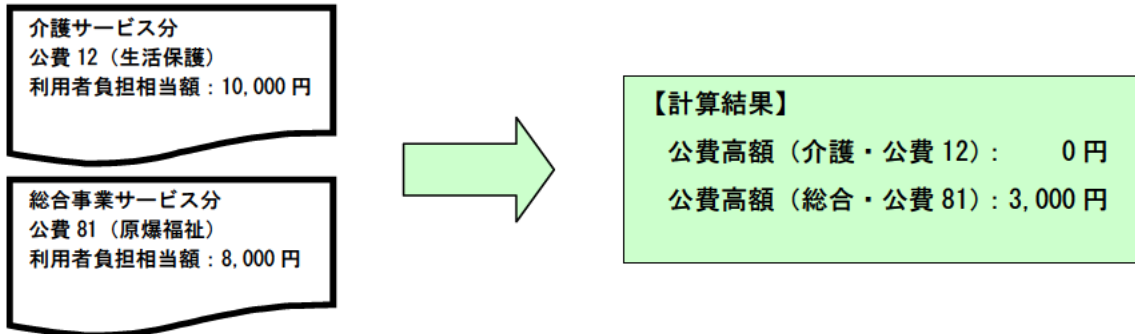 介護サービス分
公費 12（生活保護）
利用者負担相当額：10,000 円
総合事業サービス分
公費 81（原爆福祉）
利用者負担相当額：8,000 円
【計算結果】
公費高額（介護・公費 12）：　　0 円
公費高額（総合・公費 81）：3,000 円